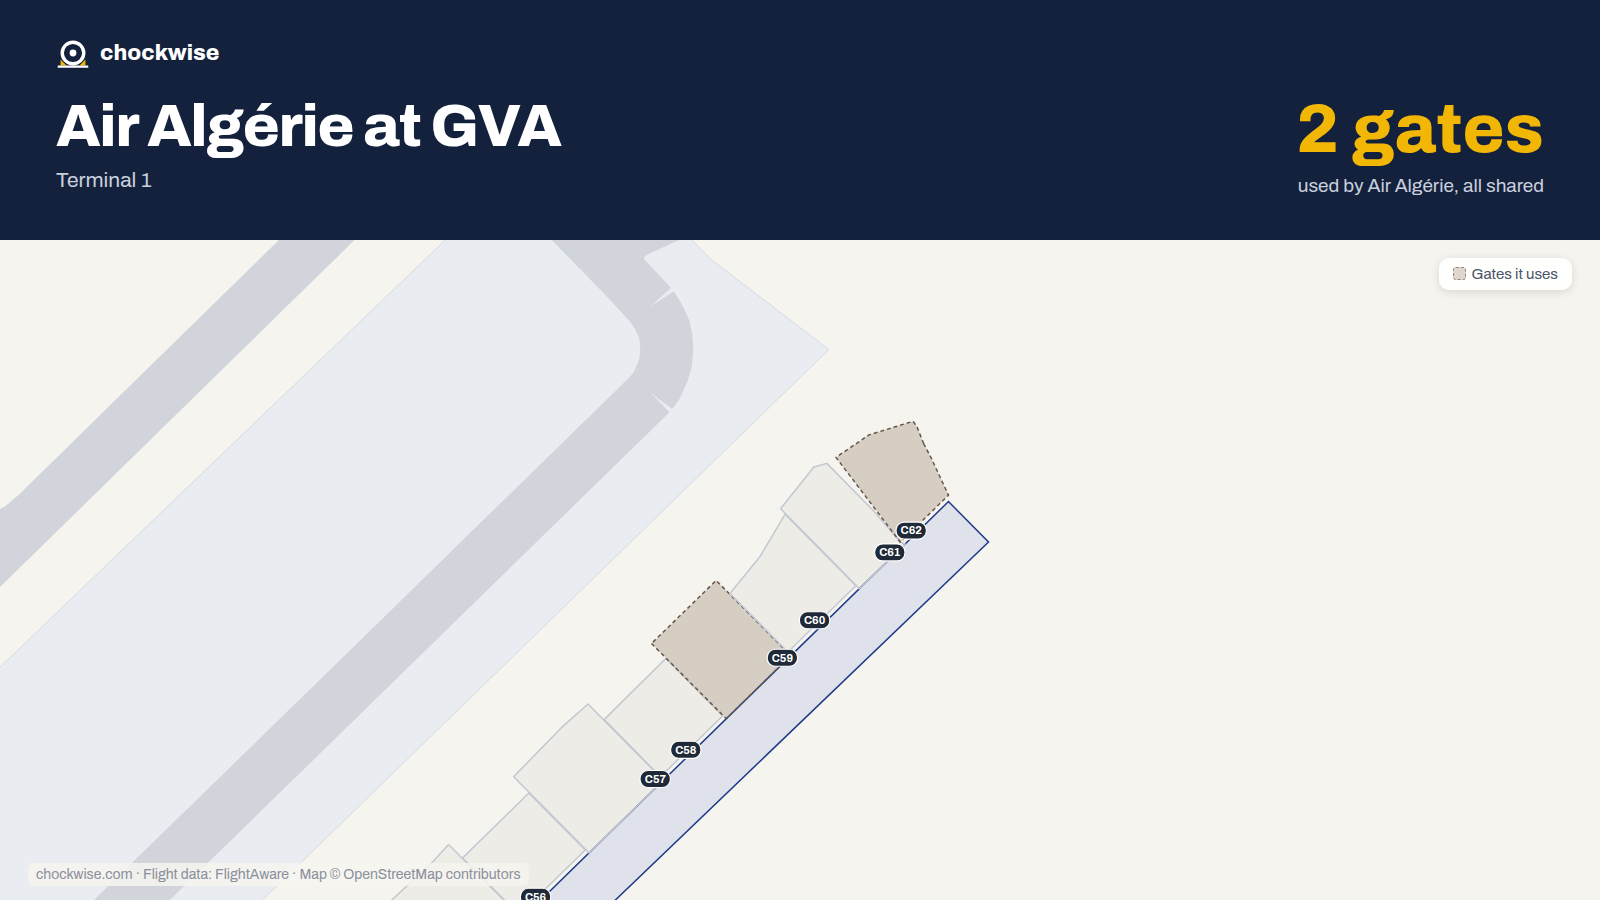 chockwise
Air Algérie at GVA
Terminal 1
2 gates
used by Air Algérie, all shared
Gates it uses
C62
C61
C60
C59
C58
C57
C56
chockwise.com · Flight data: FlightAware · Map © OpenStreetMap contributors